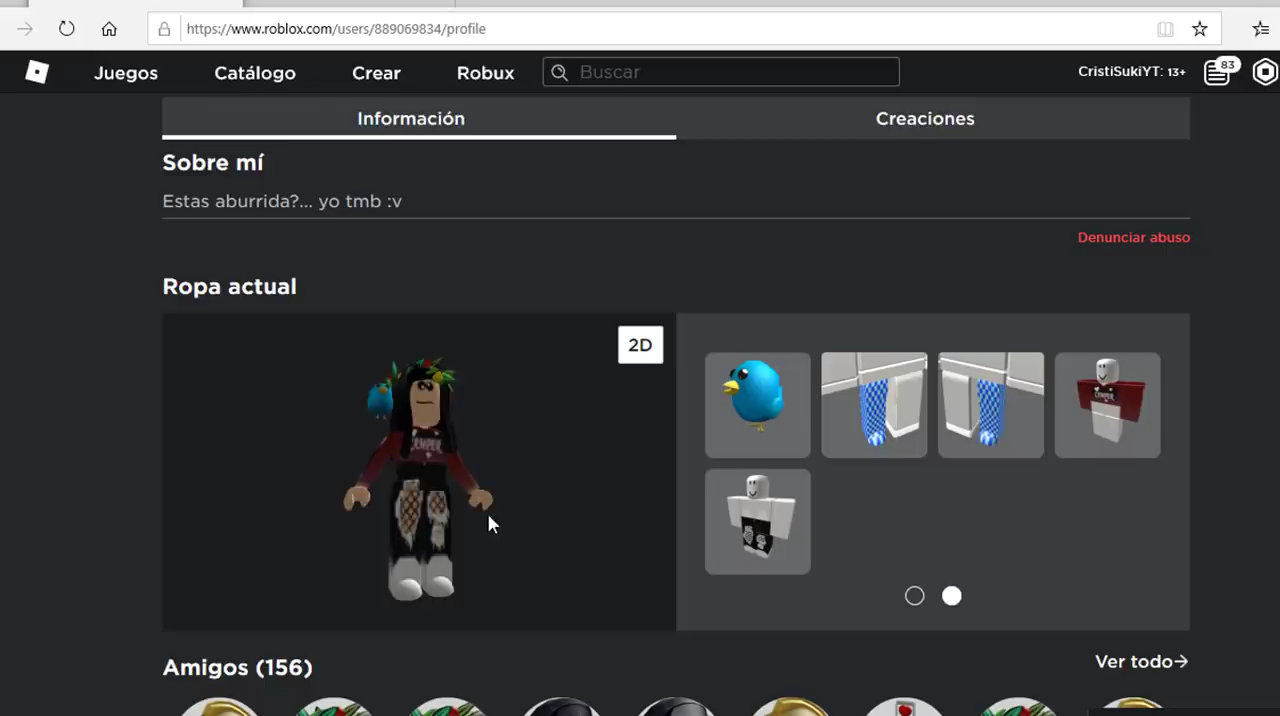 https://www.roblox.com/users/889069834/profile
Juegos Catálogo Crear Robux Buscar CristiSukiYT: 13+ 83
Información Creaciones
Sobre mí
Estas aburrida?... yo tmb :v
Denunciar abuso
Ropa actual
2D
Amigos (156) Ver todo→